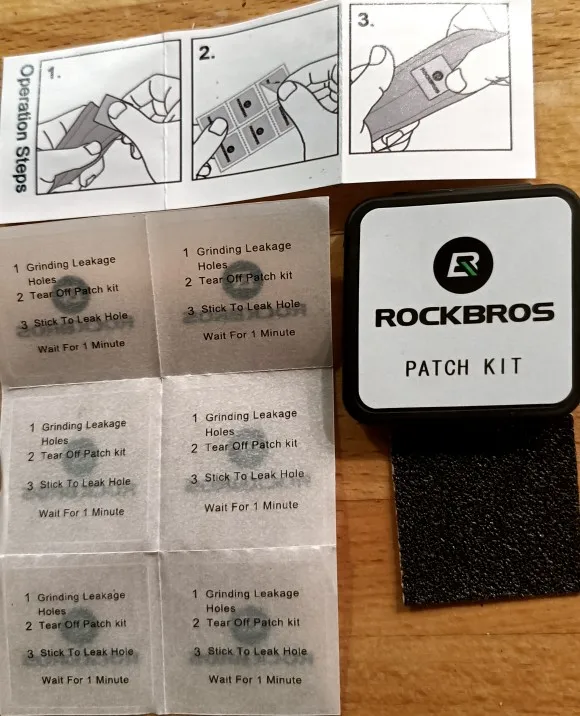 Operation Steps
1.
2.
3.
ROCKBROS
ROCKBROS
PATCH KIT
1 Grinding Leakage
Holes
2 Tear Off Patch kit
3 Stick To Leak Hole
Wait For 1 Minute
1 Grinding Leakage
Holes
2 Tear Off Patch kit
3 Stick To Leak Hole
Wait For 1 Minute
1 Grinding Leakage
Holes
2 Tear Off Patch kit
3 Stick To Leak Hole
Wait For 1 Minute
1 Grinding Leakage
Holes
2 Tear Off Patch kit
3 Stick To Leak Hole
Wait For 1 Minute
1 Grinding Leakage
Holes
2 Tear Off Patch kit
3 Stick To Leak Hole
Wait For 1 Minute
1 Grinding Leakage
Holes
2 Tear Off Patch kit
3 Stick To Leak Hole
Wait For 1 Minute